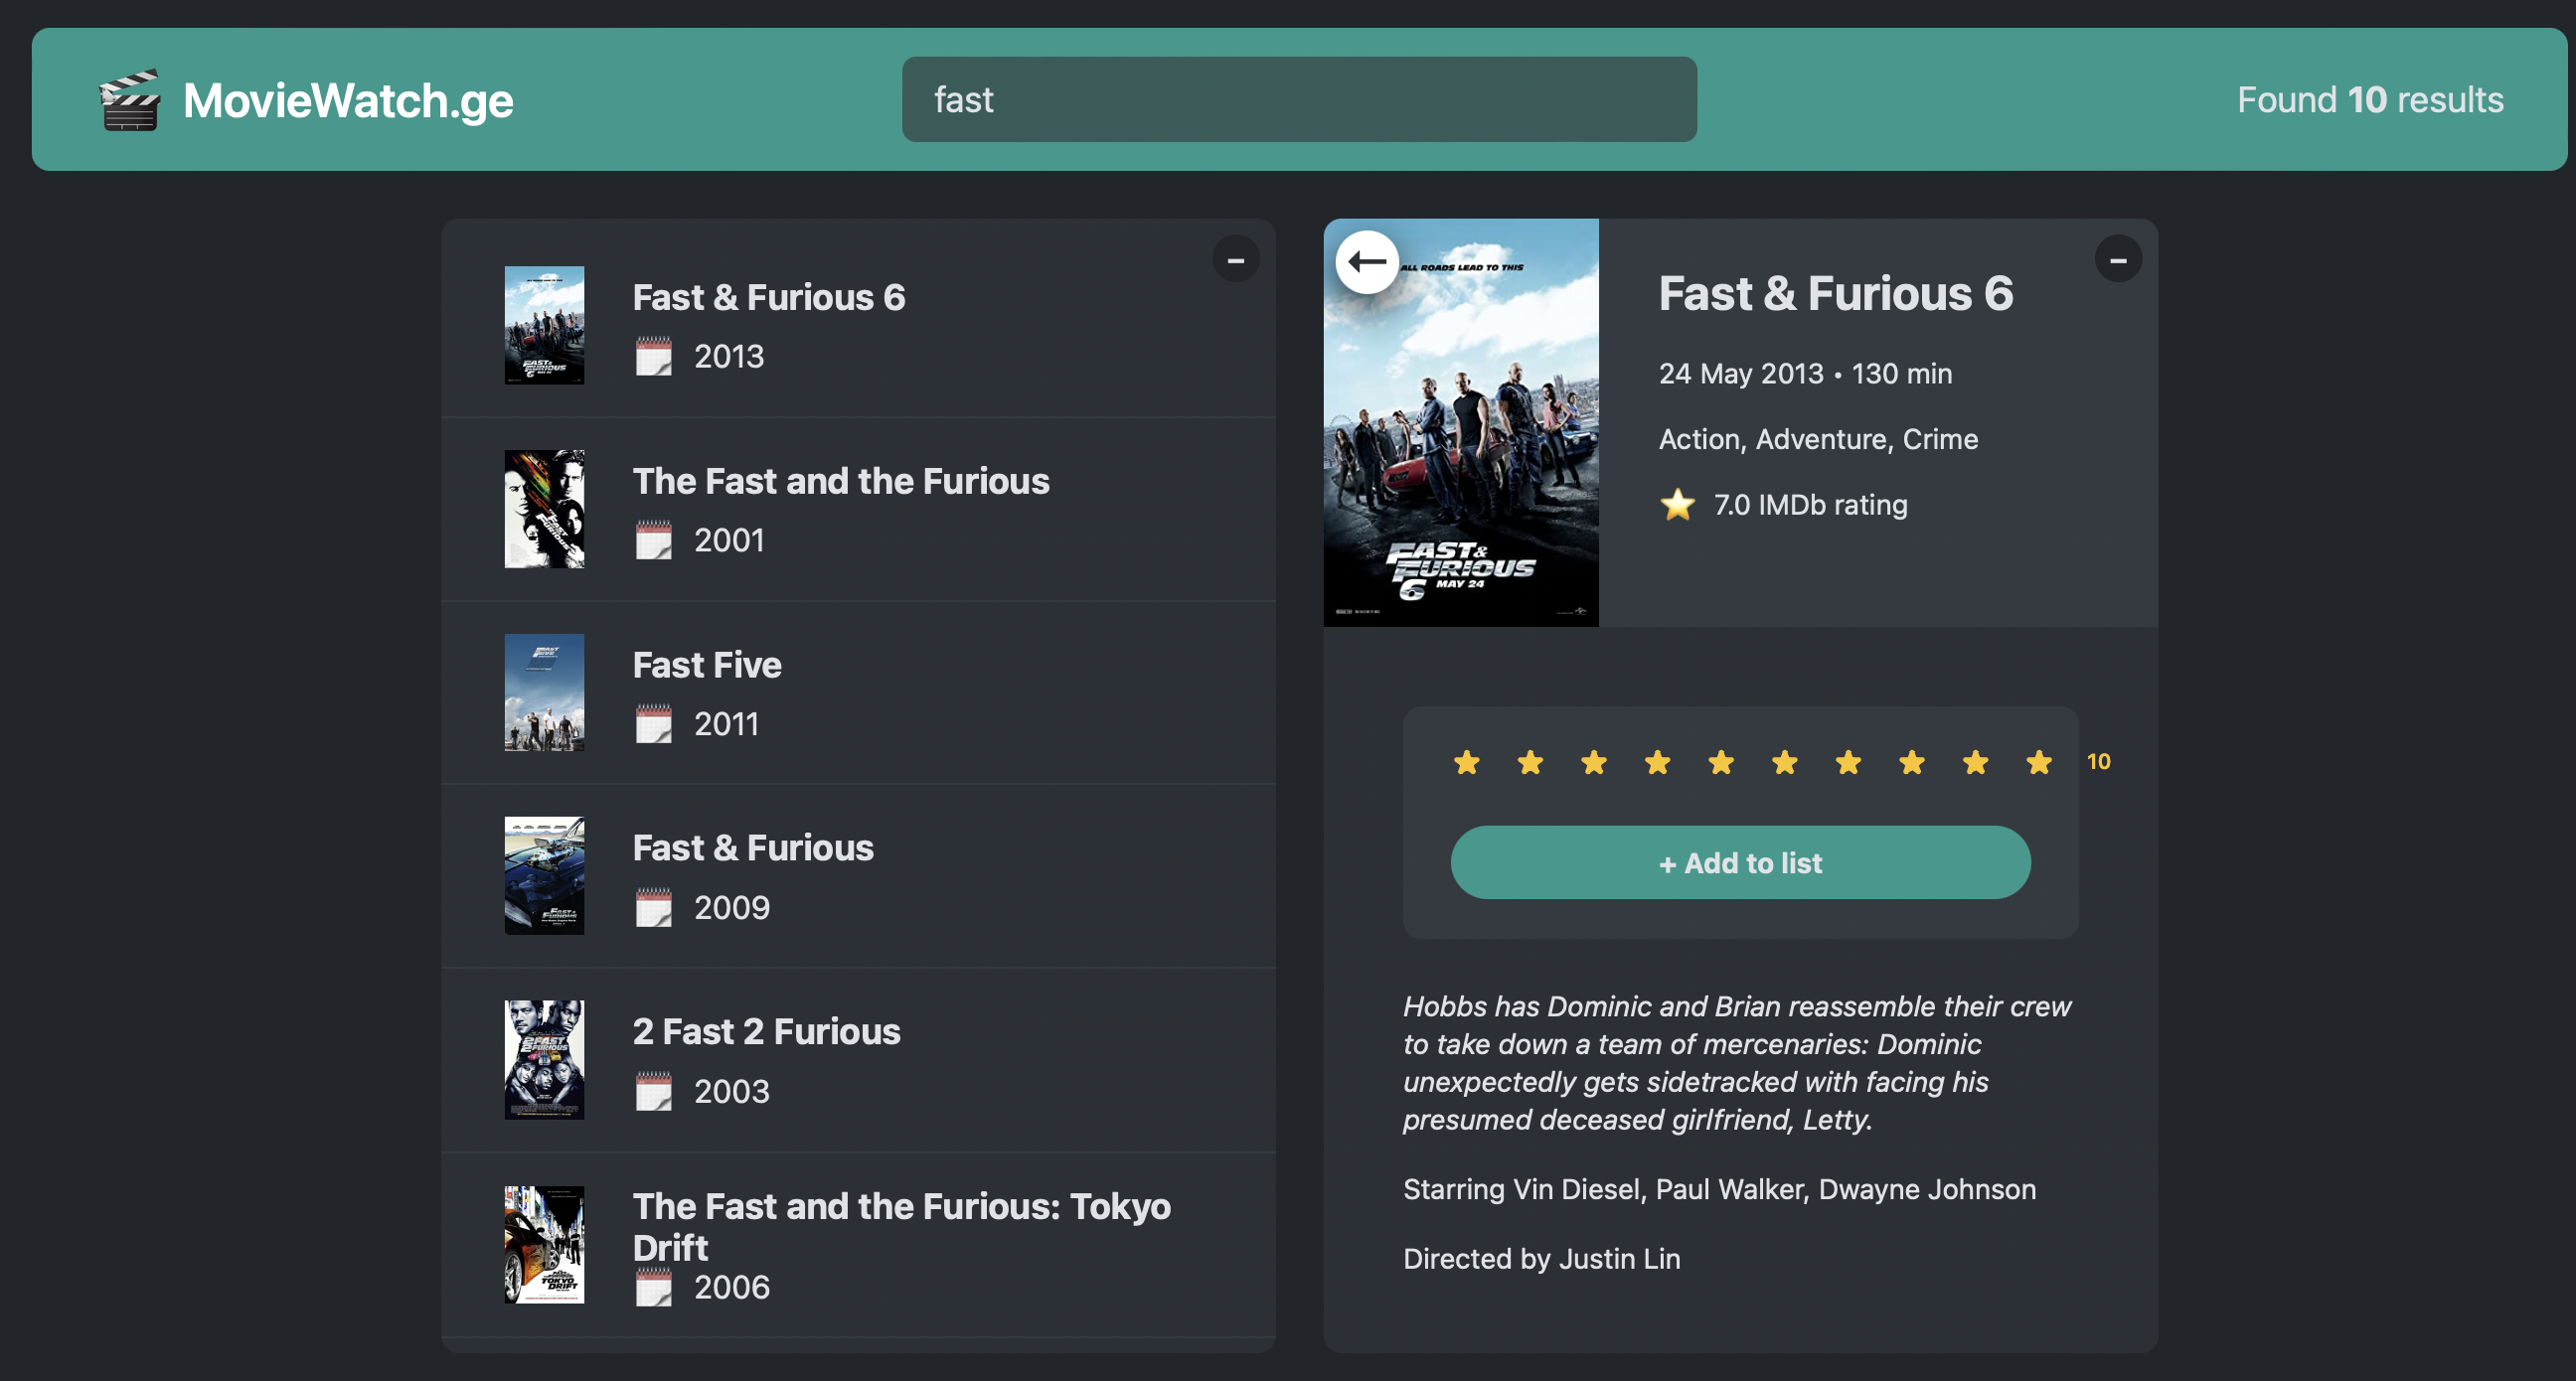 MovieWatch.ge
fast
Found 10 results
Fast & Furious 6
2013
The Fast and the Furious
2001
Fast Five
2011
Fast & Furious
2009
2 Fast 2 Furious
2003
The Fast and the Furious: Tokyo
Drift
2006
ALL ROADS LEAD TO THIS
FAST &
FURIOUS
6 MAY 24
Fast & Furious 6
24 May 2013 • 130 min
Action, Adventure, Crime
7.0 IMDb rating
10
+ Add to list
Hobbs has Dominic and Brian reassemble their crew
to take down a team of mercenaries: Dominic
unexpectedly gets sidetracked with facing his
presumed deceased girlfriend, Letty.
Starring Vin Diesel, Paul Walker, Dwayne Johnson
Directed by Justin Lin